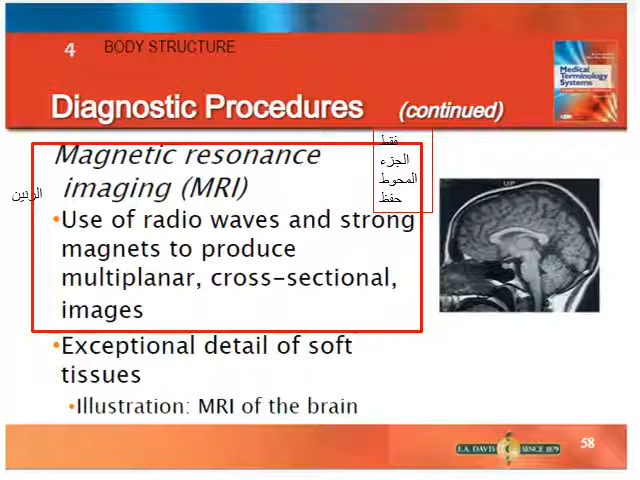 4 BODY STRUCTURE
Medical
Terminology
Systems
Diagnostic Procedures (continued)
فقط
الجزء
المحوط
حفظ
Magnetic resonance
imaging (MRI)
الرنين
•Use of radio waves and strong
magnets to produce
multiplanar, cross-sectional,
images
UP
•Exceptional detail of soft
tissues
•Illustration: MRI of the brain
F.A. DAVIS SINCE 1879
58